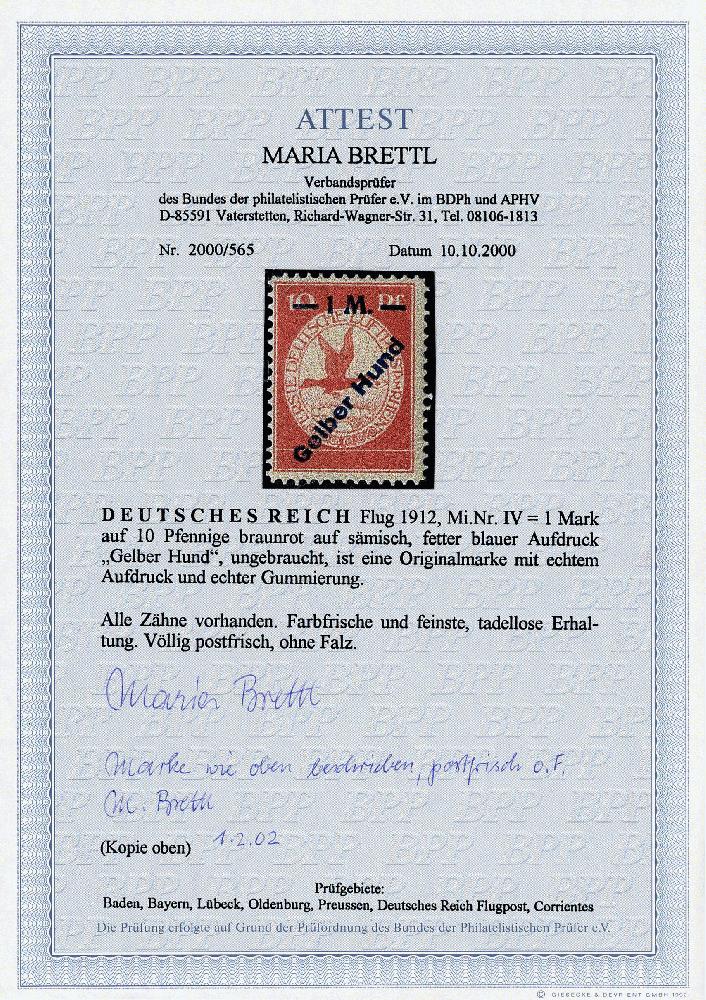 ATTEST
MARIA BRETTL
Verbandsprüfer
des Bundes der philatelistischen Prüfer e.V. im BDPh und APHV
D-85591 Vaterstetten, Richard-Wagner-Str. 31, Tel. 08106-1813
Nr. 2000/565 Datum 10.10.2000
10 Pf
1 M.
Gelber Hund
DEUTSCHES REICH Flug 1912, Mi.Nr. IV = 1 Mark
auf 10 Pfennige braunrot auf sämisch, fetter blauer Aufdruck
„Gelber Hund“, ungebraucht, ist eine Originalmarke mit echtem
Aufdruck und echter Gummierung.
Alle Zähne vorhanden. Farbfrische und feinste, tadellose Erhal-
tung. Völlig postfrisch, ohne Falz.
Maria Brettl
Marke wie oben beschrieben, postfrisch o.F.
M. Brettl
(Kopie oben) 1.2.02
Prüfgebiete:
Baden, Bayern, Lübeck, Oldenburg, Preussen, Deutsches Reich Flugpost, Corrientes
Die Prüfung erfolgte auf Grund der Prüfordnung des Bundes der Philatelistischen Prüfer e.V.
© GIESECKE & DEVRIENT GMBH